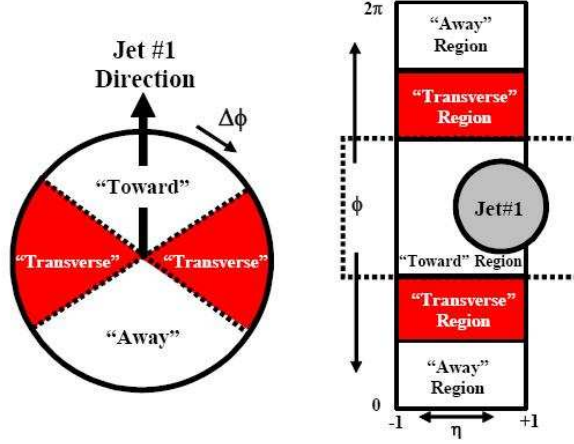 Jet #1
Direction
Δϕ
“Toward”
“Transverse”
“Transverse”
“Away”
2π
“Away”
Region
“Transverse”
Region
ϕ
Jet#1
“Toward” Region
“Transverse”
Region
“Away”
Region
0
-1
η
+1